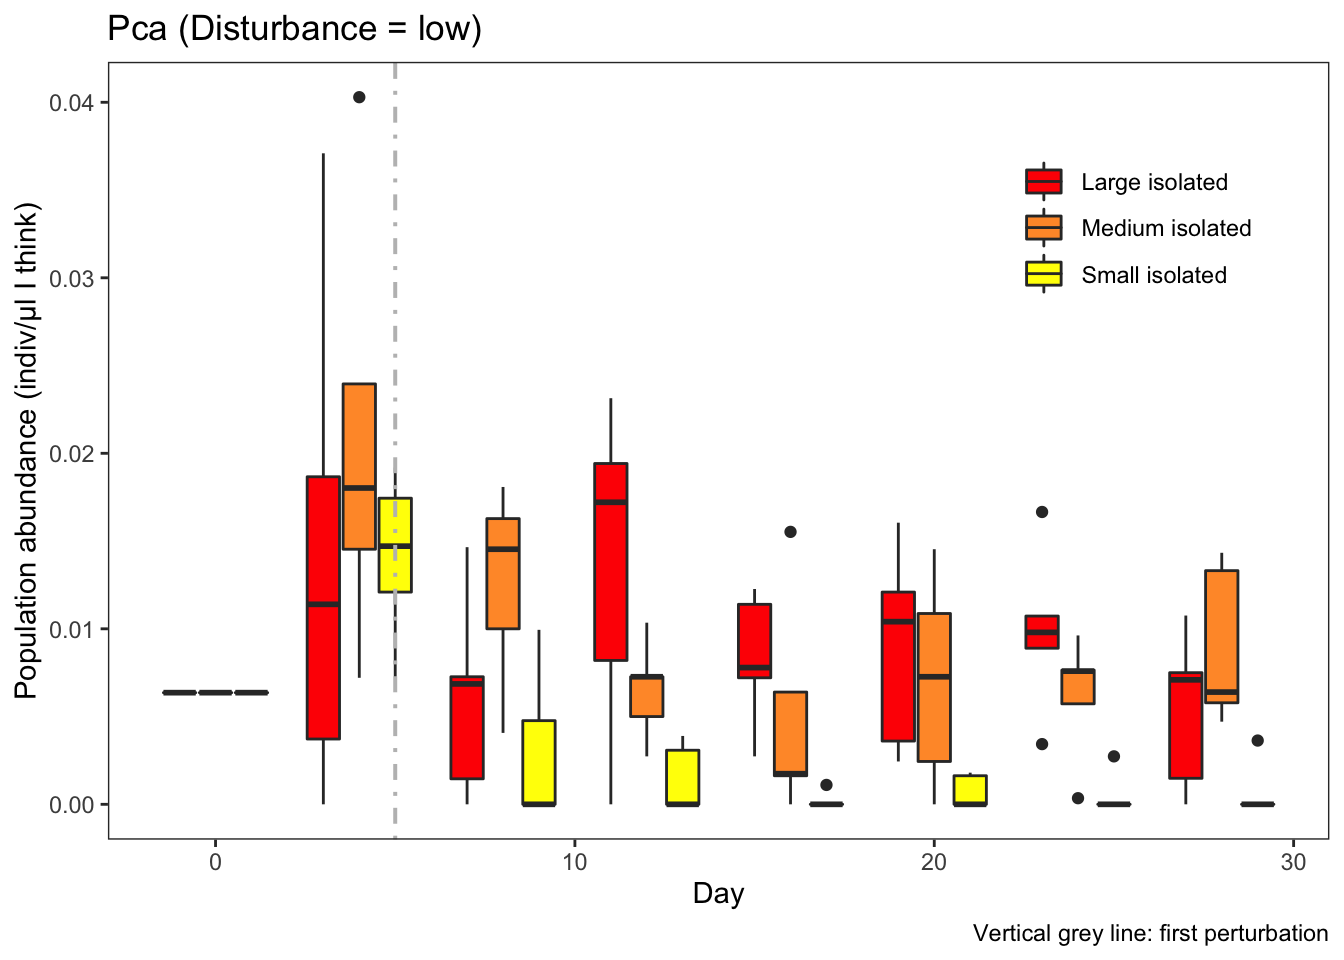 Pca (Disturbance = low)
0.04
0.03
0.02
0.01
0.00
Population abundance (indiv/µl I think)
Large isolated
Medium isolated
Small isolated
0
10
20
30
Day
Vertical grey line: first perturbation